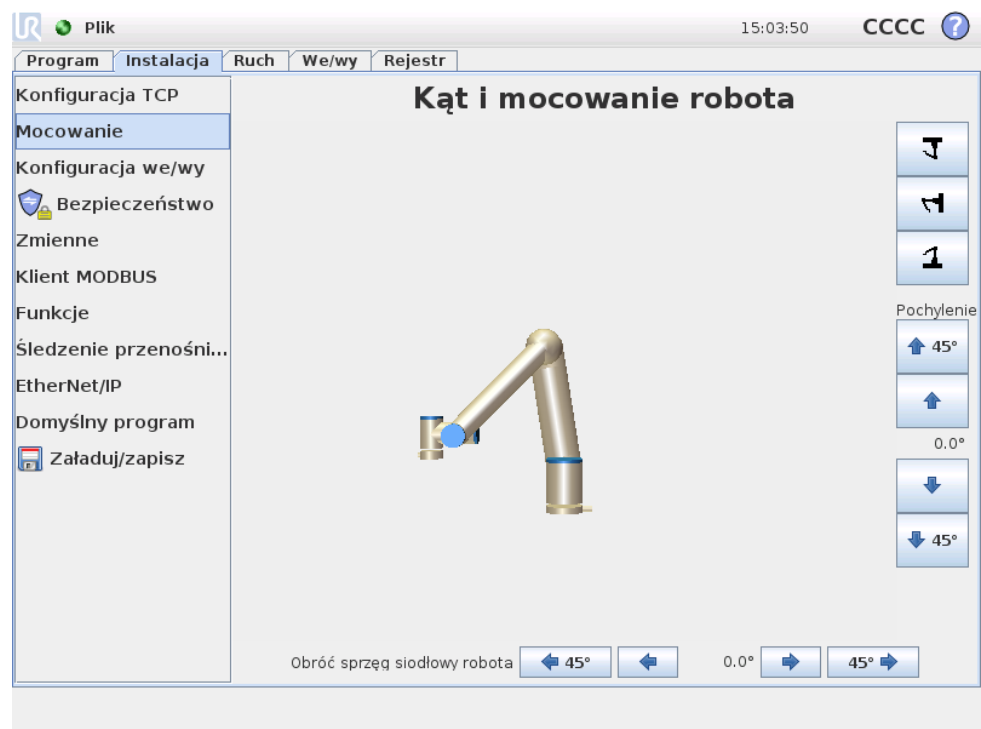 UR Plik 15:03:50 CCCC ?
Program Instalacja Ruch We/wy Rejestr
Konfiguracja TCP
Mocowanie
Konfiguracja we/wy
Bezpieczeństwo
Zmienne
Klient MODBUS
Funkcje
Śledzenie przenośni...
EtherNet/IP
Domyślny program
Załaduj/zapisz
Kąt i mocowanie robota
Pochylenie
45°
0.0°
45°
Obróć sprzęg siodłowy robota 45° 0.0° 45°